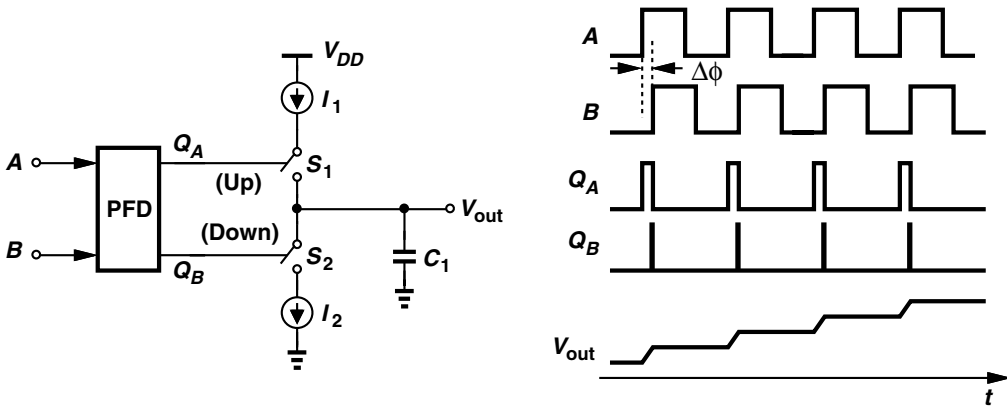 V_DD
I_1
A
Q_A
S_1
(Up)
PFD
V_out
(Down)
B
Q_B
S_2
C_1
I_2
A
Δϕ
B
Q_A
Q_B
V_out
t